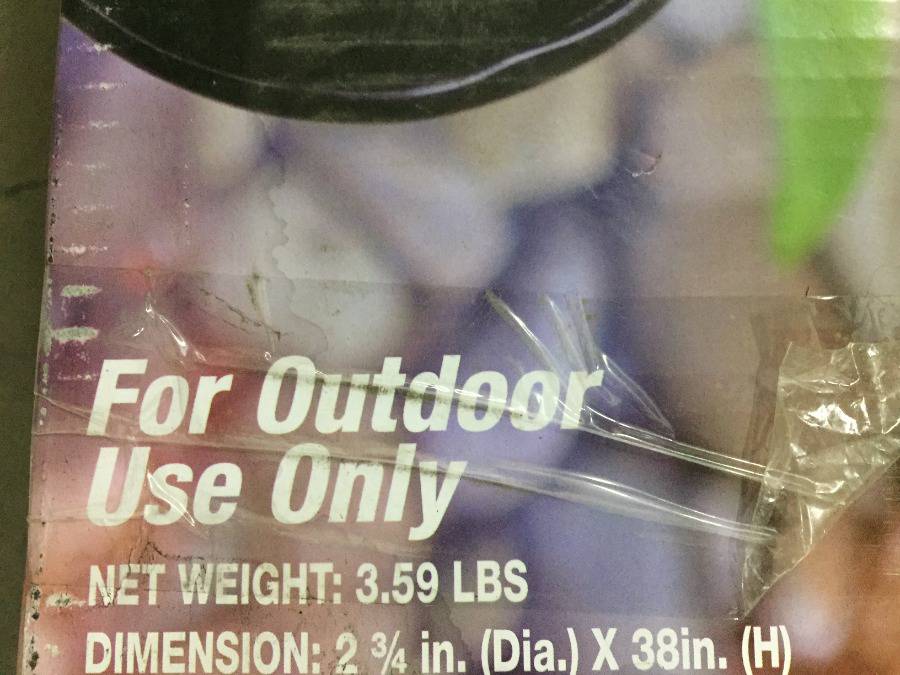 For Outdoor
Use Only
NET WEIGHT: 3.59 LBS
DIMENSION: 2 ¾ in. (Dia.) X 38in. (H)